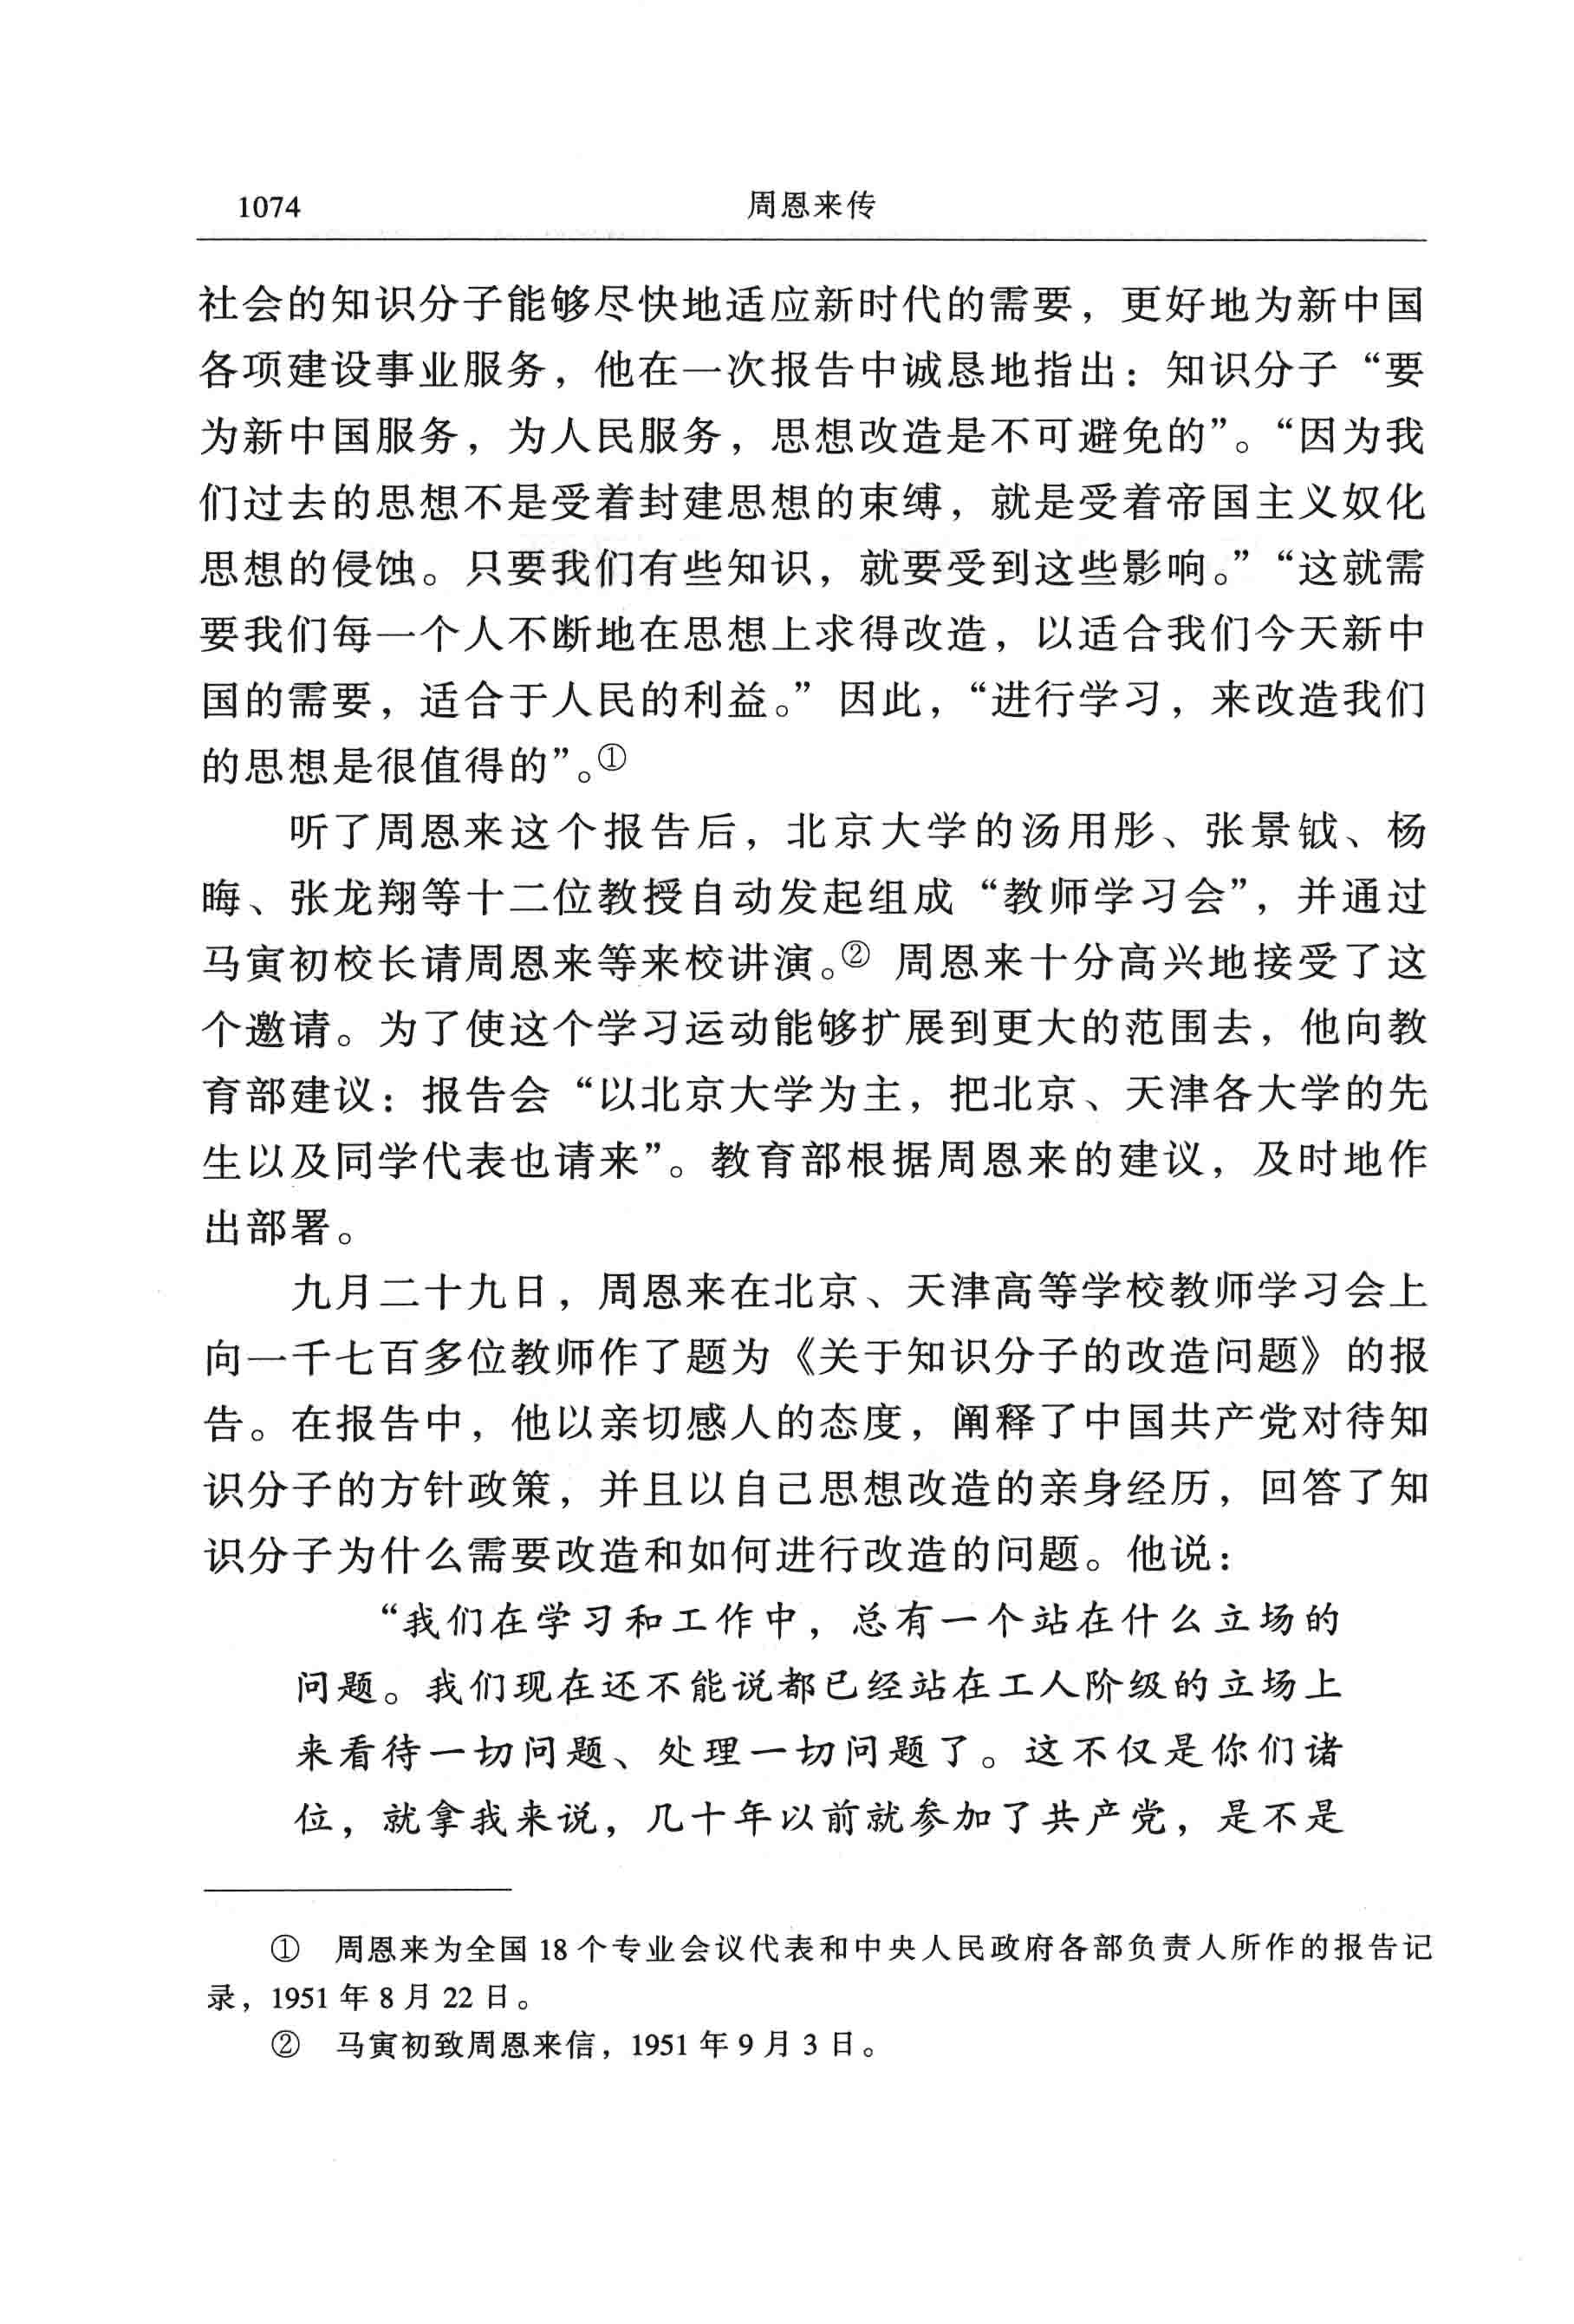 1074 周恩来传
社会的知识分子能够尽快地适应新时代的需要，更好地为新中国
各项建设事业服务，他在一次报告中诚恳地指出：知识分子“要
为新中国服务，为人民服务，思想改造是不可避免的”。“因为我
们过去的思想不是受着封建思想的束缚，就是受着帝国主义奴化
思想的侵蚀。只要我们有些知识，就要受到这些影响。”“这就需
要我们每一个人不断地在思想上求得改造，以适合我们今天新中
国的需要，适合于人民的利益。”因此，“进行学习，来改造我们
的思想是很值得的”。①
听了周恩来这个报告后，北京大学的汤用彤、张景钺、杨
晦、张龙翔等十二位教授自动发起组成“教师学习会”，并通过
马寅初校长请周恩来等来校讲演。②周恩来十分高兴地接受了这
个邀请。为了使这个学习运动能够扩展到更大的范围去，他向教
育部建议：报告会“以北京大学为主，把北京、天津各大学的先
生以及同学代表也请来”。教育部根据周恩来的建议，及时地作
出部署。
九月二十九日，周恩来在北京、天津高等学校教师学习会上
向一千七百多位教师作了题为《关于知识分子的改造问题》的报
告。在报告中，他以亲切感人的态度，阐释了中国共产党对待知
识分子的方针政策，并且以自己思想改造的亲身经历，回答了知
识分子为什么需要改造和如何进行改造的问题。他说：
“我们在学习和工作中，总有一个站在什么立场的
问题。我们现在还不能说都已经站在工人阶级的立场上
来看待一切问题、处理一切问题了。这不仅是你们诸
位，就拿我来说，几十年以前就参加了共产党，是不是
① 周恩来为全国18个专业会议代表和中央人民政府各部负责人所作的报告记
录，1951年8月22日。
② 马寅初致周恩来信，1951年9月3日。